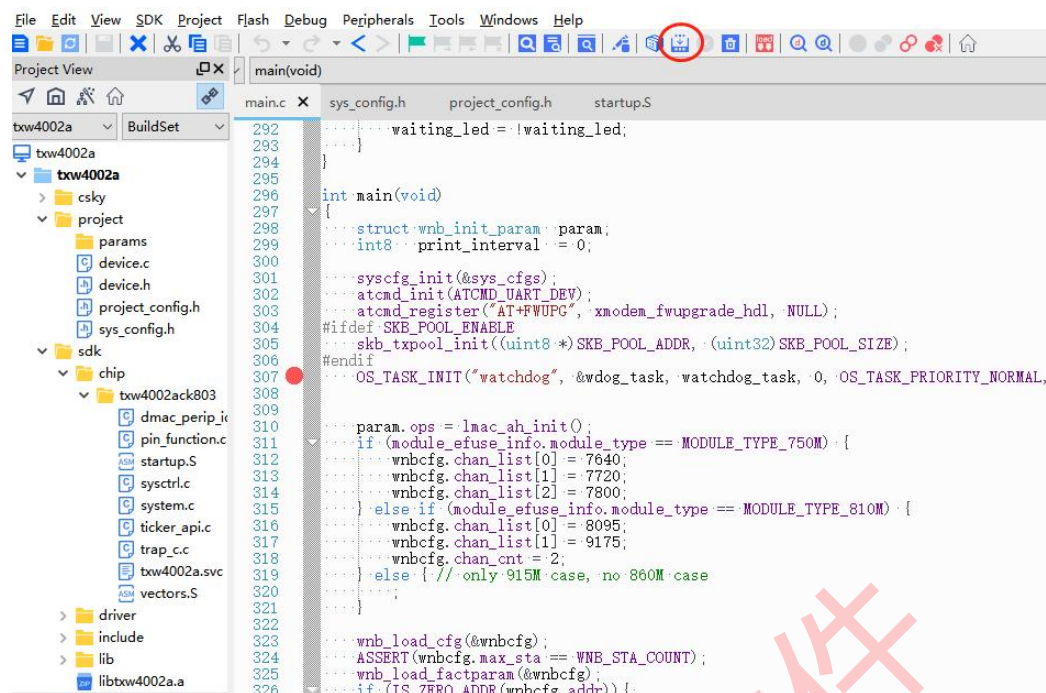 File Edit View SDK Project Flash Debug Peripherals Tools Windows Help
Project View
main(void)
main.c sys_config.h project_config.h startup.S
txw4002a BuildSet
txw4002a
txw4002a
csky
project
params
device.c
device.h
project_config.h
sys_config.h
sdk
chip
txw4002ack803
dmac_perip_i
pin_function.c
startup.S
sysctrl.c
system.c
ticker_api.c
trap_c.c
txw4002a.svc
vectors.S
driver
include
lib
libtxw4002a.a
292 waiting_led = !waiting_led;
293 }
294 }
295
296 int main(void)
297 {
298 struct wnb_init_param param;
299 int8 print_interval = 0;
300
301 syscfg_init(&sys_cfgs);
302 atcmd_init(ATCMD_UART_DEV);
303 atcmd_register("AT+FWUPG", xmodem_fwupgrade_hdl, NULL);
304 #ifdef SKB_POOL_ENABLE
305 skb_txpool_init((uint8 *)SKB_POOL_ADDR, (uint32)SKB_POOL_SIZE);
306 #endif
307 OS_TASK_INIT("watchdog", &wdog_task, watchdog_task, 0, OS_TASK_PRIORITY_NORMAL,
308
309
310 param.ops = lmac_ah_init();
311 if (module_efuse_info.module_type == MODULE_TYPE_750M) {
312 wnbcfg.chan_list[0] = 7640;
313 wnbcfg.chan_list[1] = 7720;
314 wnbcfg.chan_list[2] = 7800;
315 } else if (module_efuse_info.module_type == MODULE_TYPE_810M) {
316 wnbcfg.chan_list[0] = 8095;
317 wnbcfg.chan_list[1] = 9175;
318 wnbcfg.chan_cnt = 2;
319 } else { // only 915M case, no 860M case
320 ;
321 }
322
323 wnb_load_cfg(&wnbcfg);
324 ASSERT(wnbcfg.max_sta == WNB_STA_COUNT);
325 wnb_load_factparam(&wnbcfg);
326 if (IS_ZERO_ADDR(wnbcfg.addr)) {
件